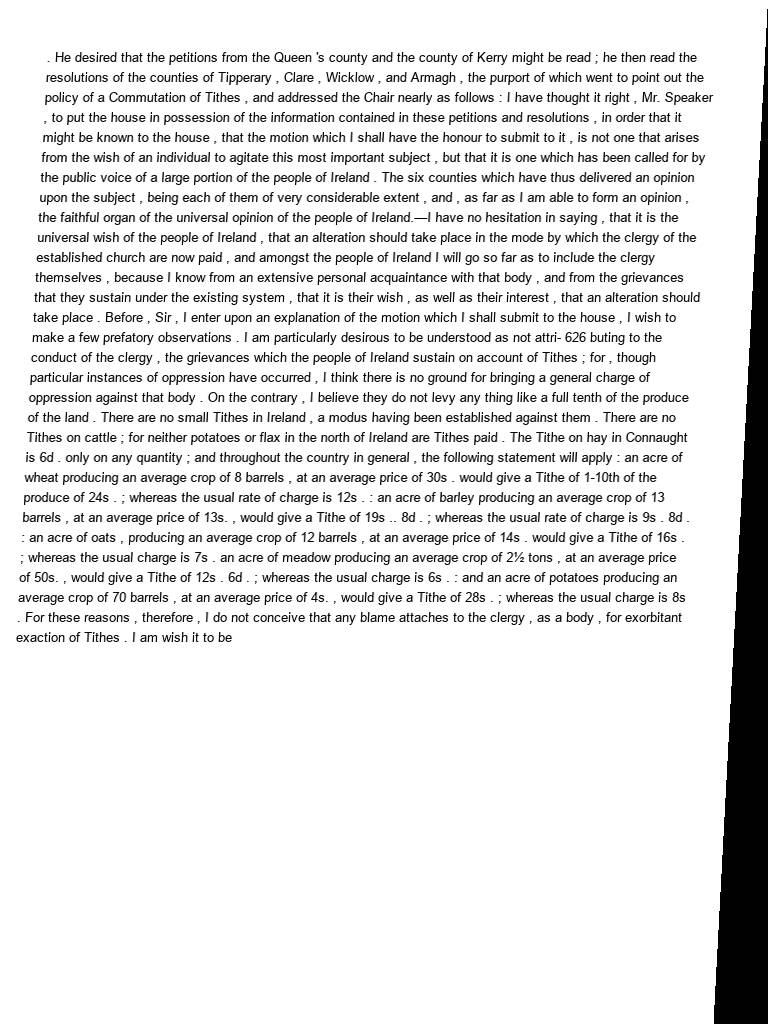 . He desired that the petitions from the Queen 's county and the county of Kerry might be read ; he then read the
resolutions of the counties of Tipperary , Clare , Wicklow , and Armagh , the purport of which went to point out the
policy of a Commutation of Tithes , and addressed the Chair nearly as follows : I have thought it right , Mr. Speaker
, to put the house in possession of the information contained in these petitions and resolutions , in order that it
might be known to the house , that the motion which I shall have the honour to submit to it , is not one that arises
from the wish of an individual to agitate this most important subject , but that it is one which has been called for by
the public voice of a large portion of the people of Ireland . The six counties which have thus delivered an opinion
upon the subject , being each of them of very considerable extent , and , as far as I am able to form an opinion ,
the faithful organ of the universal opinion of the people of Ireland.—I have no hesitation in saying , that it is the
universal wish of the people of Ireland , that an alteration should take place in the mode by which the clergy of the
established church are now paid , and amongst the people of Ireland I will go so far as to include the clergy
themselves , because I know from an extensive personal acquaintance with that body , and from the grievances
that they sustain under the existing system , that it is their wish , as well as their interest , that an alteration should
take place . Before , Sir , I enter upon an explanation of the motion which I shall submit to the house , I wish to
make a few prefatory observations . I am particularly desirous to be understood as not attri- 626 buting to the
conduct of the clergy , the grievances which the people of Ireland sustain on account of Tithes ; for , though
particular instances of oppression have occurred , I think there is no ground for bringing a general charge of
oppression against that body . On the contrary , I believe they do not levy any thing like a full tenth of the produce
of the land . There are no small Tithes in Ireland , a modus having been established against them . There are no
Tithes on cattle ; for neither potatoes or flax in the north of Ireland are Tithes paid . The Tithe on hay in Connaught
is 6d . only on any quantity ; and throughout the country in general , the following statement will apply : an acre of
wheat producing an average crop of 8 barrels , at an average price of 30s . would give a Tithe of 1-10th of the
produce of 24s . ; whereas the usual rate of charge is 12s . : an acre of barley producing an average crop of 13
barrels , at an average price of 13s. , would give a Tithe of 19s .. 8d . ; whereas the usual rate of charge is 9s . 8d .
: an acre of oats , producing an average crop of 12 barrels , at an average price of 14s . would give a Tithe of 16s .
; whereas the usual charge is 7s . an acre of meadow producing an average crop of 2½ tons , at an average price
of 50s. , would give a Tithe of 12s . 6d . ; whereas the usual charge is 6s . : and an acre of potatoes producing an
average crop of 70 barrels , at an average price of 4s. , would give a Tithe of 28s . ; whereas the usual charge is 8s
. For these reasons , therefore , I do not conceive that any blame attaches to the clergy , as a body , for exorbitant
exaction of Tithes . I am wish it to be